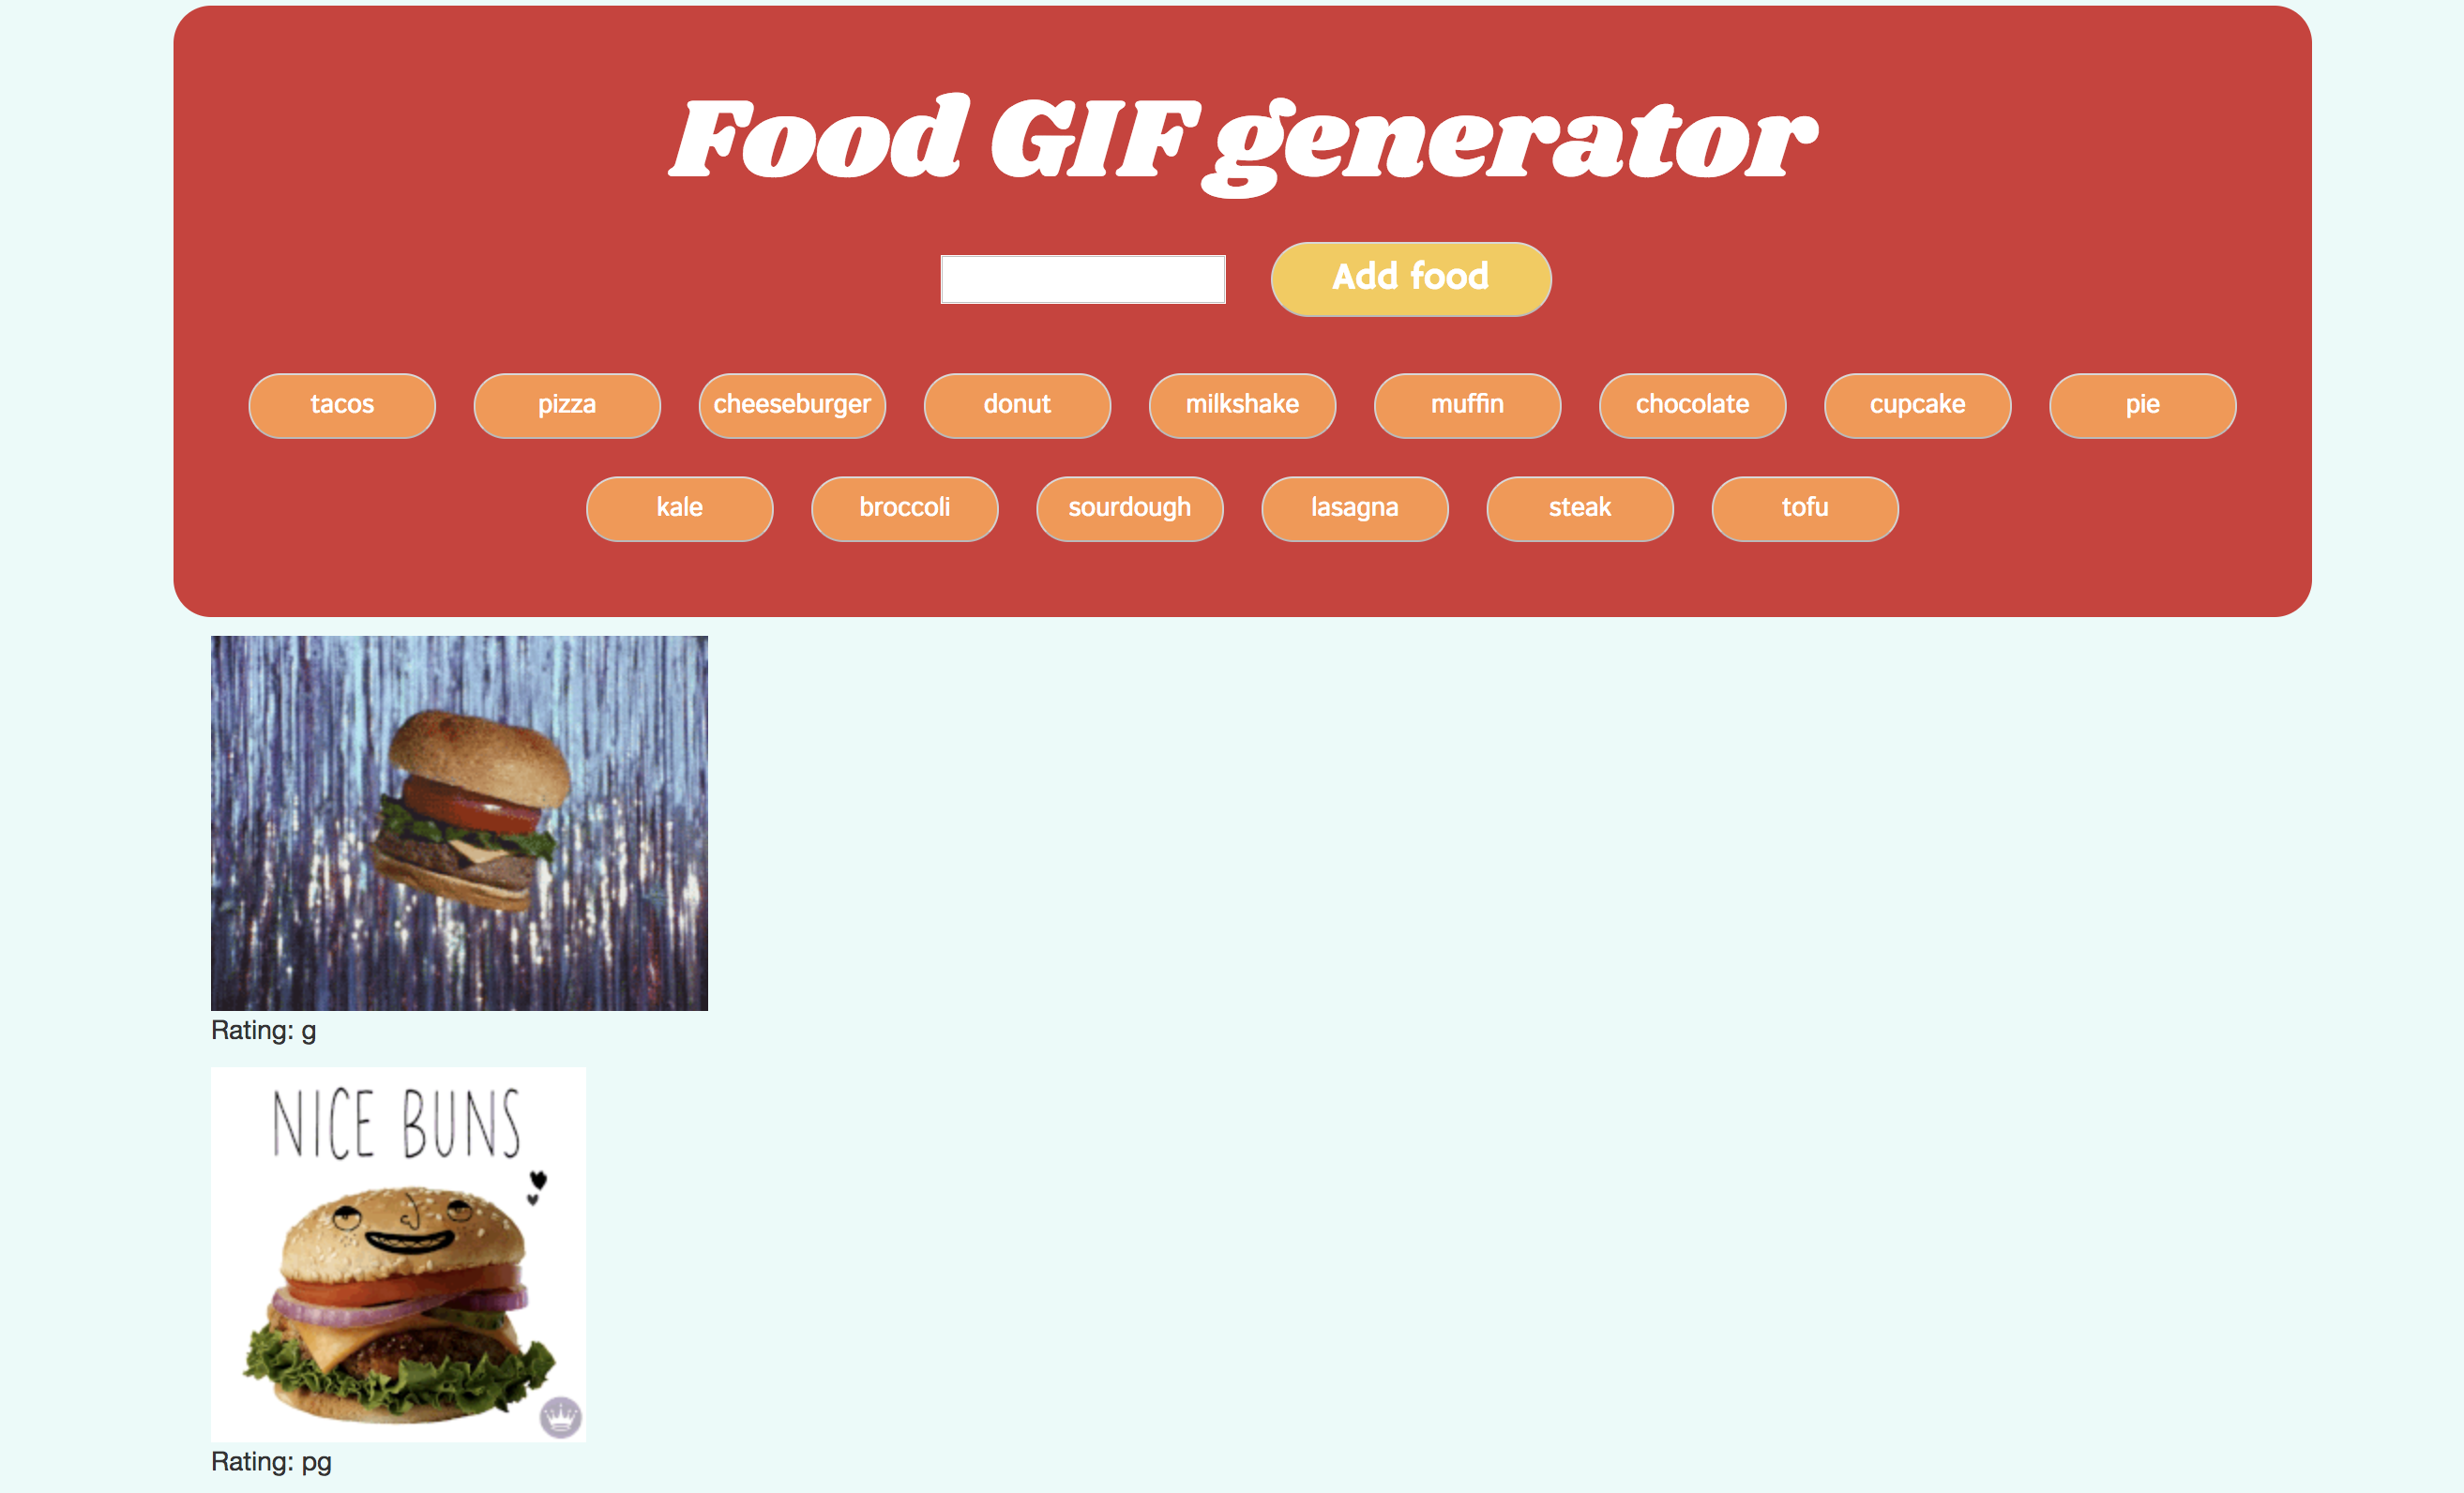 Food GIF generator
Add food
tacos pizza cheeseburger donut milkshake muffin chocolate cupcake pie
kale broccoli sourdough lasagna steak tofu
Rating: g
NICE BUNS
Rating: pg